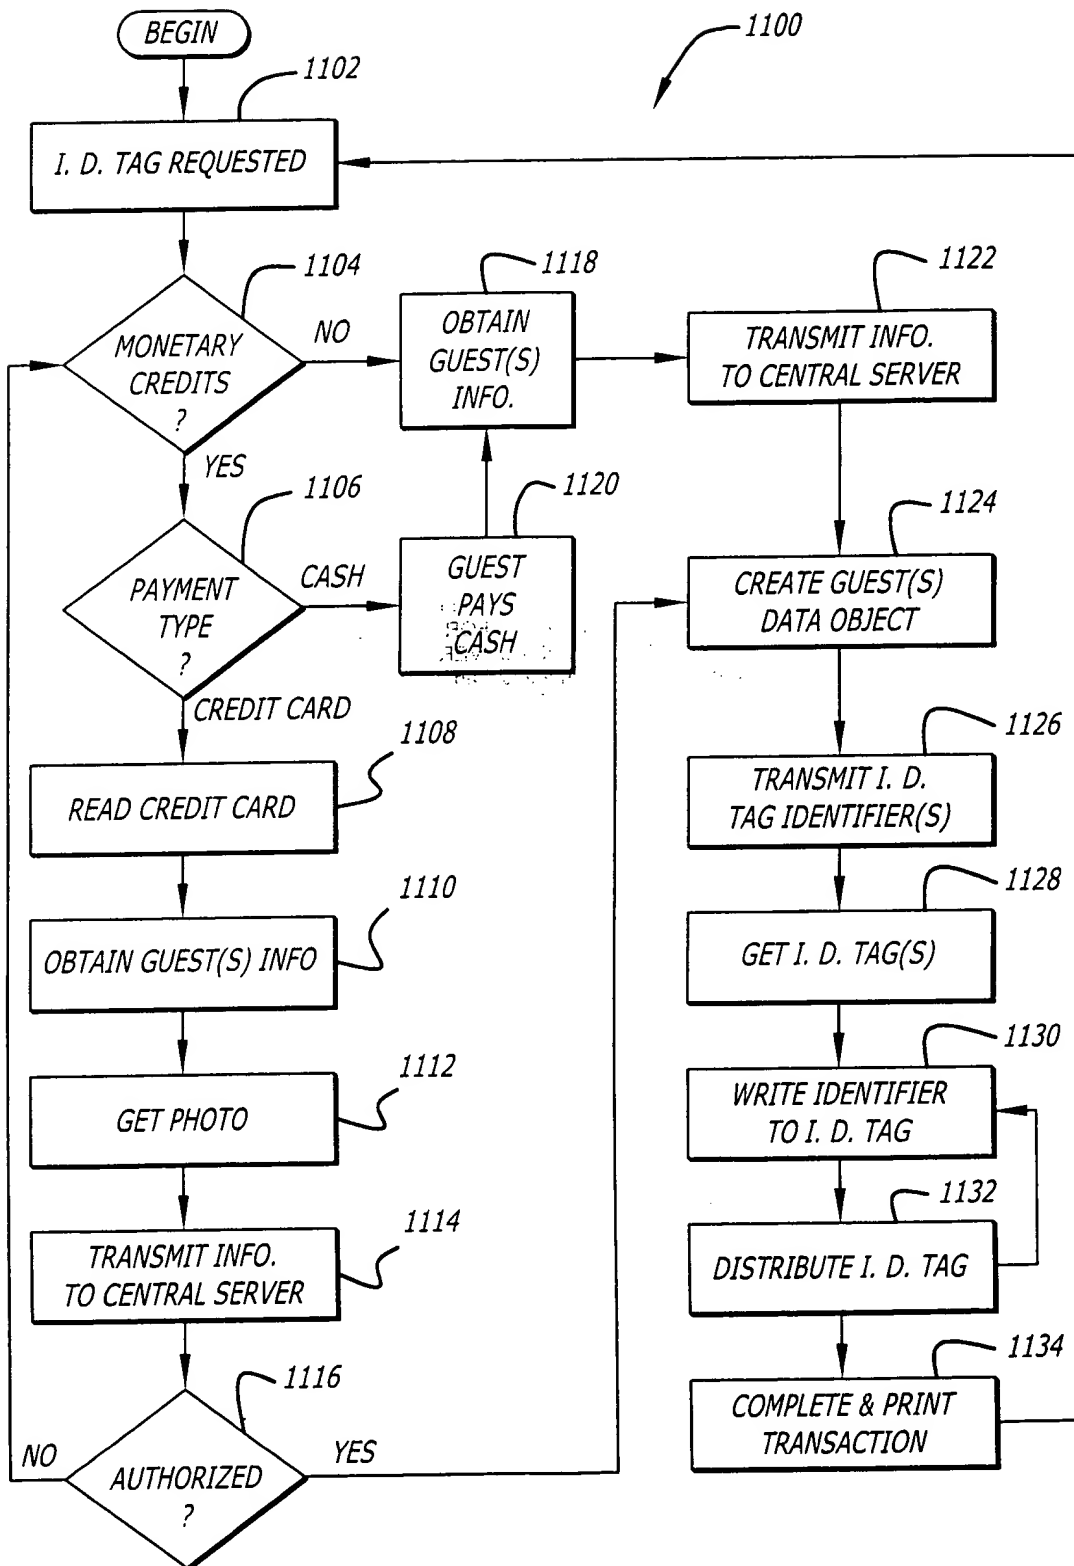 BEGIN
1100
1102
I. D. TAG REQUESTED
1104
MONETARY
CREDITS
?
NO
YES
1118
OBTAIN
GUEST(S)
INFO.
1122
TRANSMIT INFO.
TO CENTRAL SERVER
1106
PAYMENT
TYPE
?
CASH
CREDIT CARD
1120
GUEST
PAYS
CASH
1124
CREATE GUEST(S)
DATA OBJECT
1108
READ CREDIT CARD
1126
TRANSMIT I. D.
TAG IDENTIFIER(S)
1110
OBTAIN GUEST(S) INFO
1128
GET I. D. TAG(S)
1112
GET PHOTO
1130
WRITE IDENTIFIER
TO I. D. TAG
1114
TRANSMIT INFO.
TO CENTRAL SERVER
1132
DISTRIBUTE I. D. TAG
1116
AUTHORIZED
?
NO
YES
1134
COMPLETE & PRINT
TRANSACTION